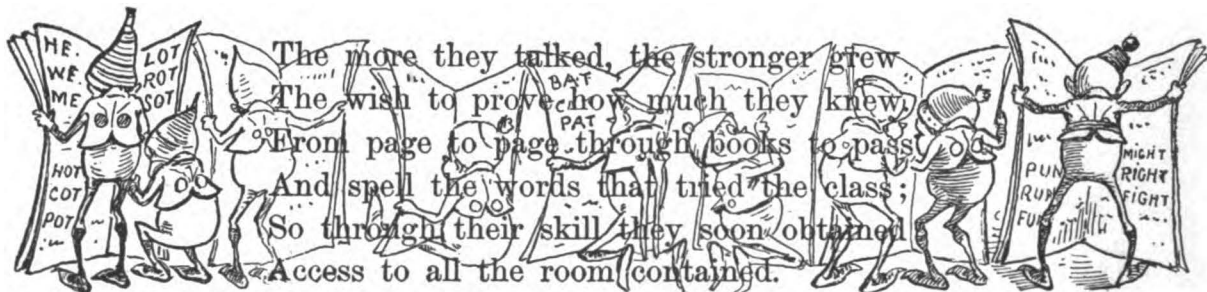 The more they talked, the stronger grew
The wish to prove how much they knew,
From page to page through books to pass
And spell the words that tried the class;
So through their skill they soon obtained
Access to all the room contained.
HE.
WE.
ME
HOT
COT
POT
LOT
ROT
SOT
BAT
PAT
PUN
MIGHT
RIGHT
FIGHT